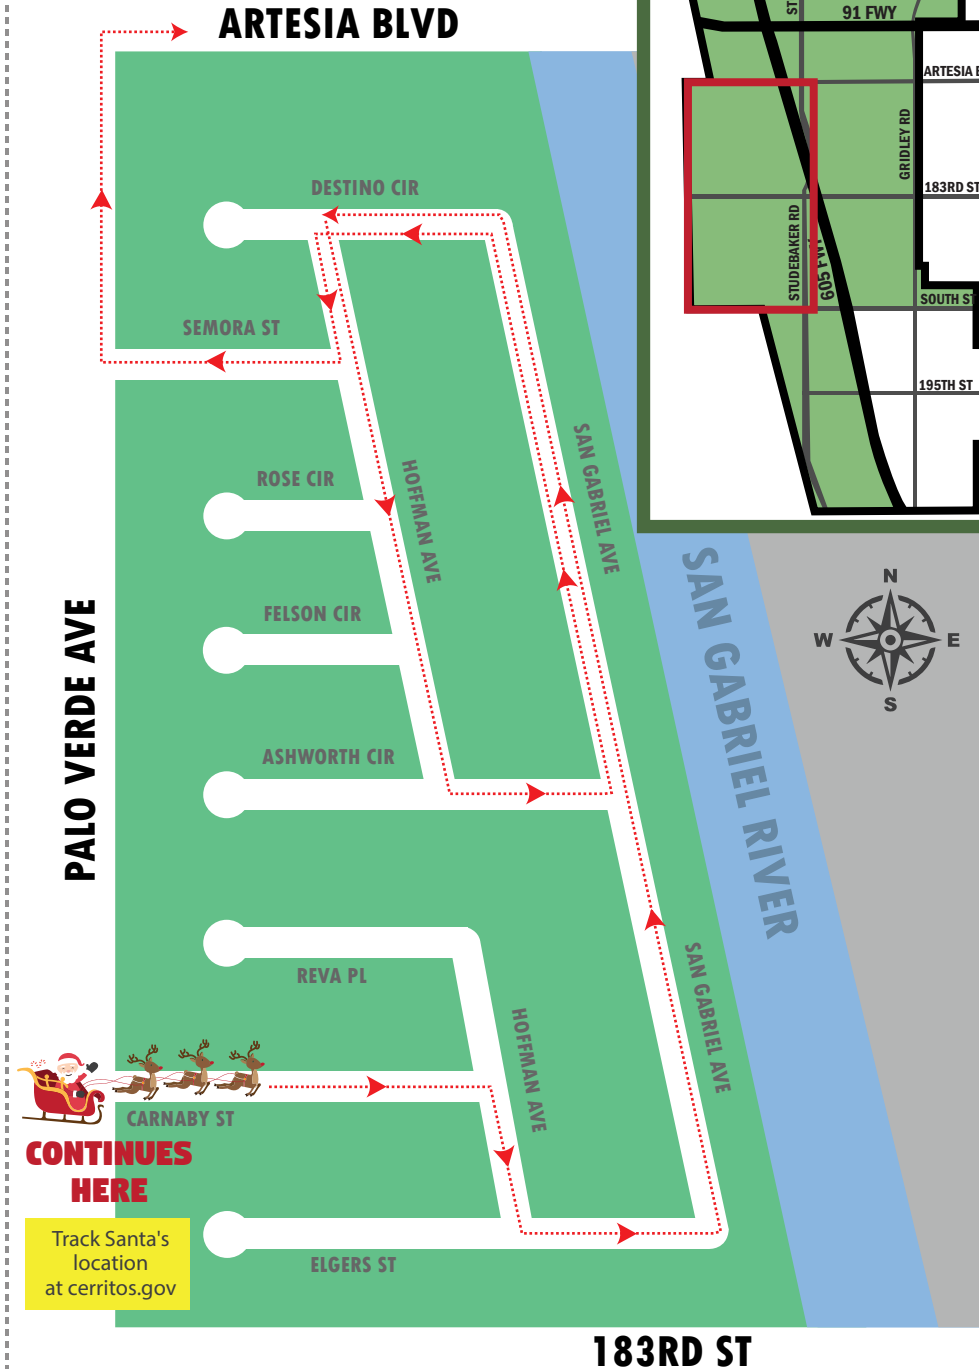 ARTESIA BLVD
ST
91 FWY
ARTESIA B
GRIDLEY RD
183RD ST
STUDEBAKER RD
605 FWY
SOUTH ST
195TH ST
DESTINO CIR
SEMORA ST
ROSE CIR
HOFFMAN AVE
SAN GABRIEL AVE
FELSON CIR
SAN GABRIEL RIVER
N
W
E
S
PALO VERDE AVE
ASHWORTH CIR
REVA PL
HOFFMAN AVE
SAN GABRIEL AVE
CARNABY ST
CONTINUES
HERE
Track Santa's
location
at cerritos.gov
ELGERS ST
183RD ST